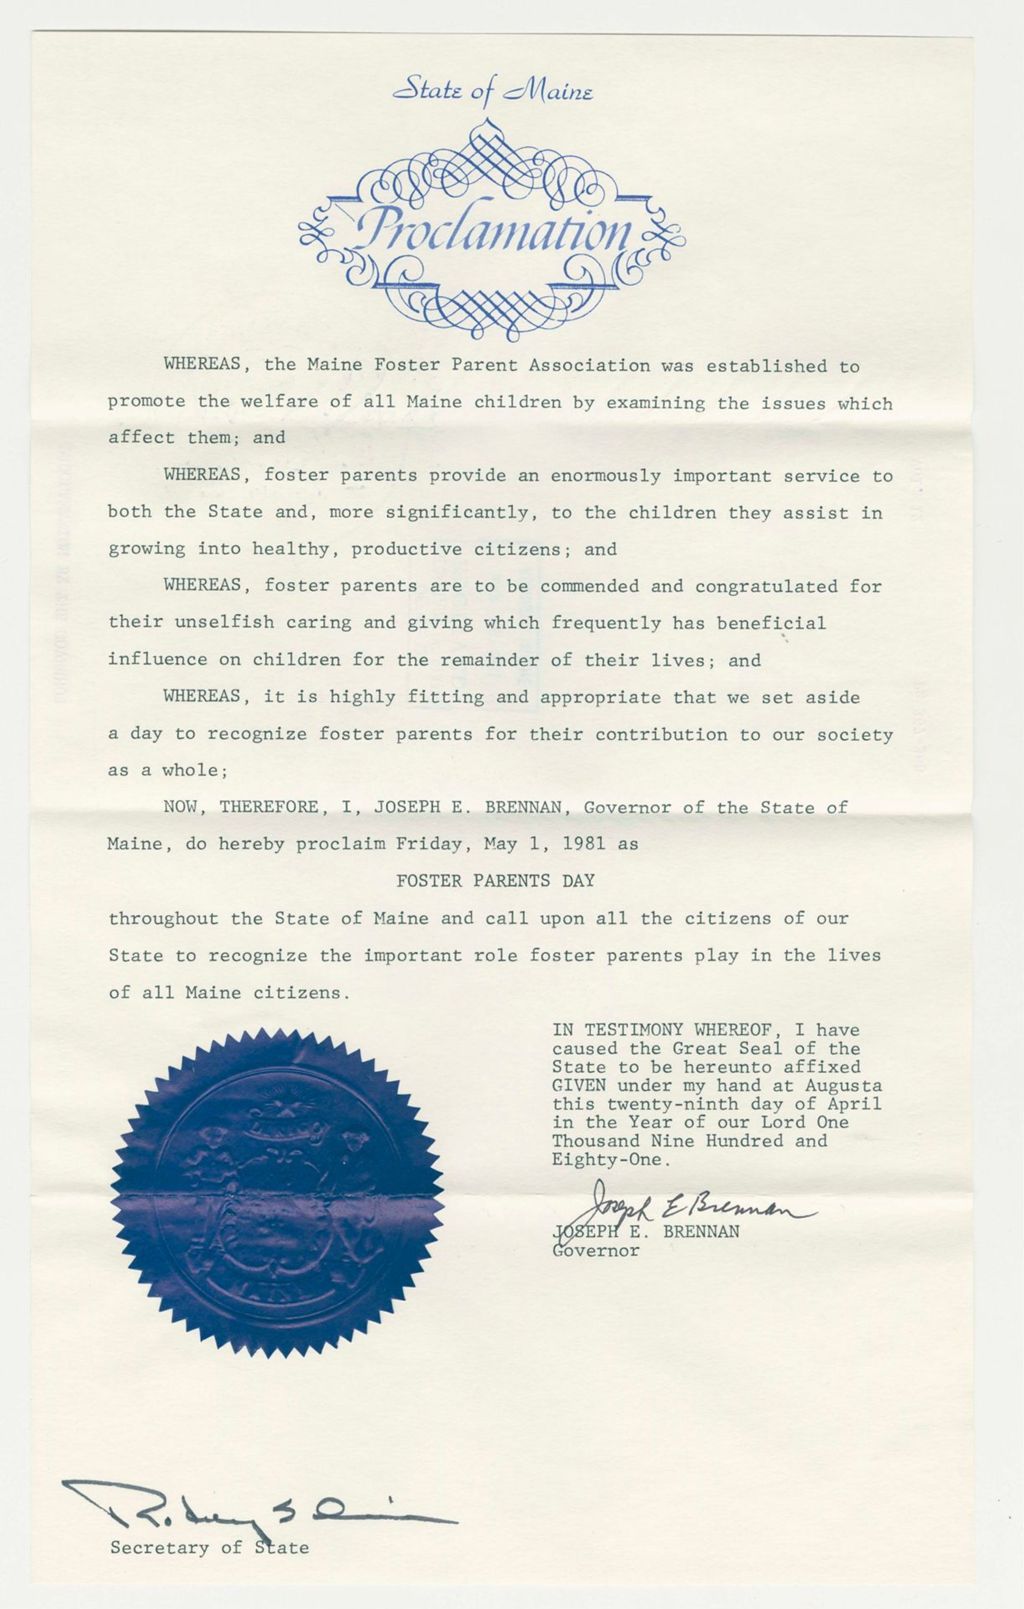 State of Maine
Proclamation
WHEREAS, the Maine Foster Parent Association was established to
promote the welfare of all Maine children by examining the issues which
affect them; and
WHEREAS, foster parents provide an enormously important service to
both the State and, more significantly, to the children they assist in
growing into healthy, productive citizens; and
WHEREAS, foster parents are to be commended and congratulated for
their unselfish caring and giving which frequently has beneficial
influence on children for the remainder of their lives; and
WHEREAS, it is highly fitting and appropriate that we set aside
a day to recognize foster parents for their contribution to our society
as a whole;
NOW, THEREFORE, I, JOSEPH E. BRENNAN, Governor of the State of
Maine, do hereby proclaim Friday, May 1, 1981 as
FOSTER PARENTS DAY
throughout the State of Maine and call upon all the citizens of our
State to recognize the important role foster parents play in the lives
of all Maine citizens.
IN TESTIMONY WHEREOF, I have
caused the Great Seal of the
State to be hereunto affixed
GIVEN under my hand at Augusta
this twenty-ninth day of April
in the Year of our Lord One
Thousand Nine Hundred and
Eighty-One.
Joseph E Brennan
JOSEPH E. BRENNAN
Governor
MAINE
Secretary of State